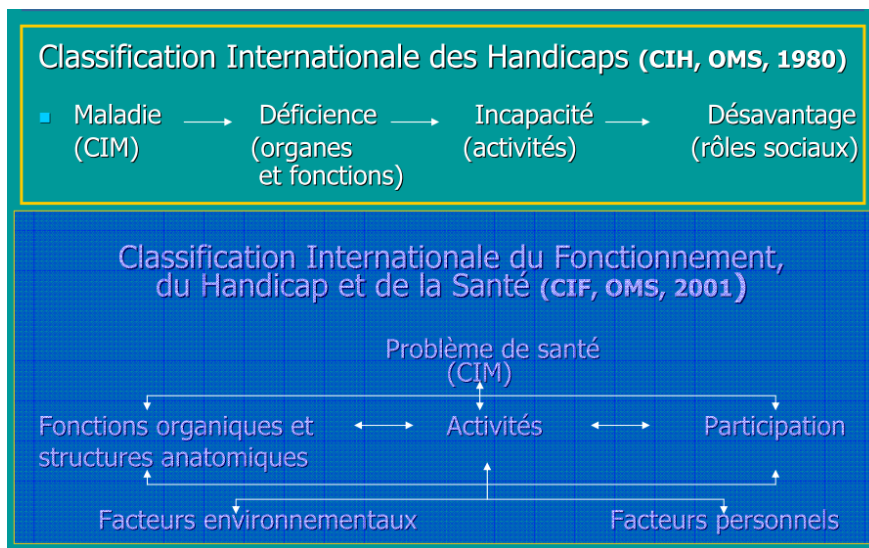 Classification Internationale des Handicaps (CIH, OMS, 1980)
Maladie Déficience Incapacité Désavantage
(CIM) (organes (activités) (rôles sociaux)
et fonctions)
Classification Internationale du Fonctionnement,
du Handicap et de la Santé (CIF, OMS, 2001)
Problème de santé
(CIM)
Fonctions organiques et Activités Participation
structures anatomiques
Facteurs environnementaux Facteurs personnels